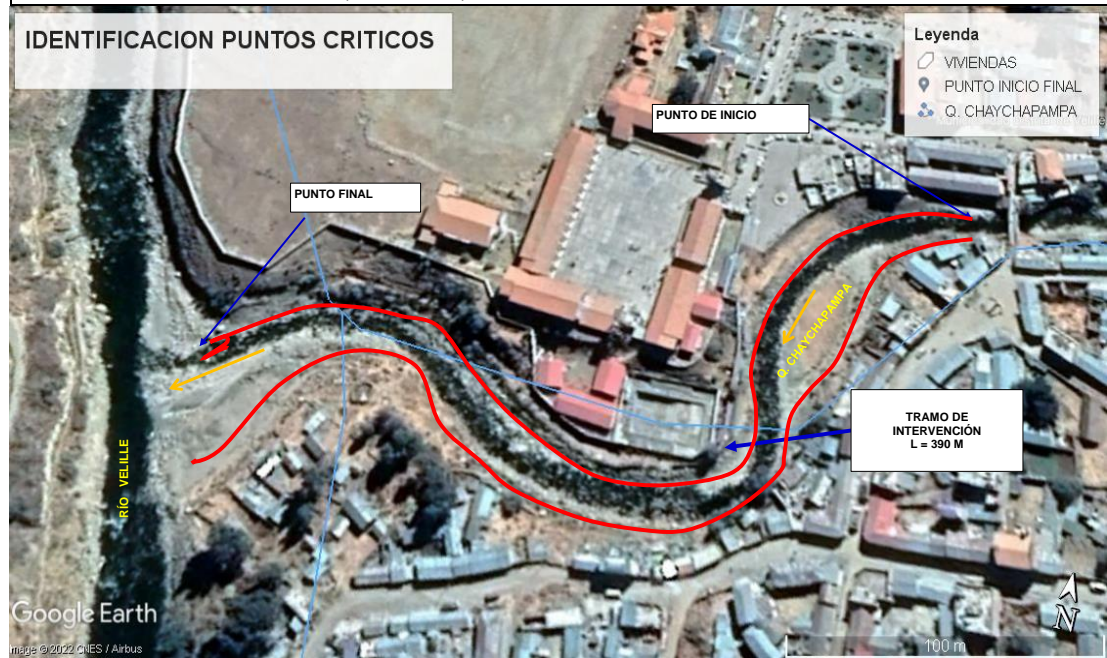 IDENTIFICACION PUNTOS CRITICOS
Leyenda
VIVIENDAS
PUNTO INICIO FINAL
Q. CHAYCHAPAMPA
PUNTO DE INICIO
PUNTO FINAL
Q. CHAYCHAPAMPA
TRAMO DE
INTERVENCIÓN
L = 390 M
RÍO VELILLE
Google Earth
N
100 m
mage © 2022 CNES / Airbus